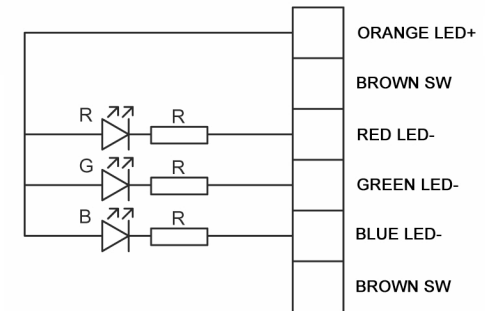 ORANGE LED+
BROWN SW
R R RED LED-
G R GREEN LED-
B R BLUE LED-
BROWN SW